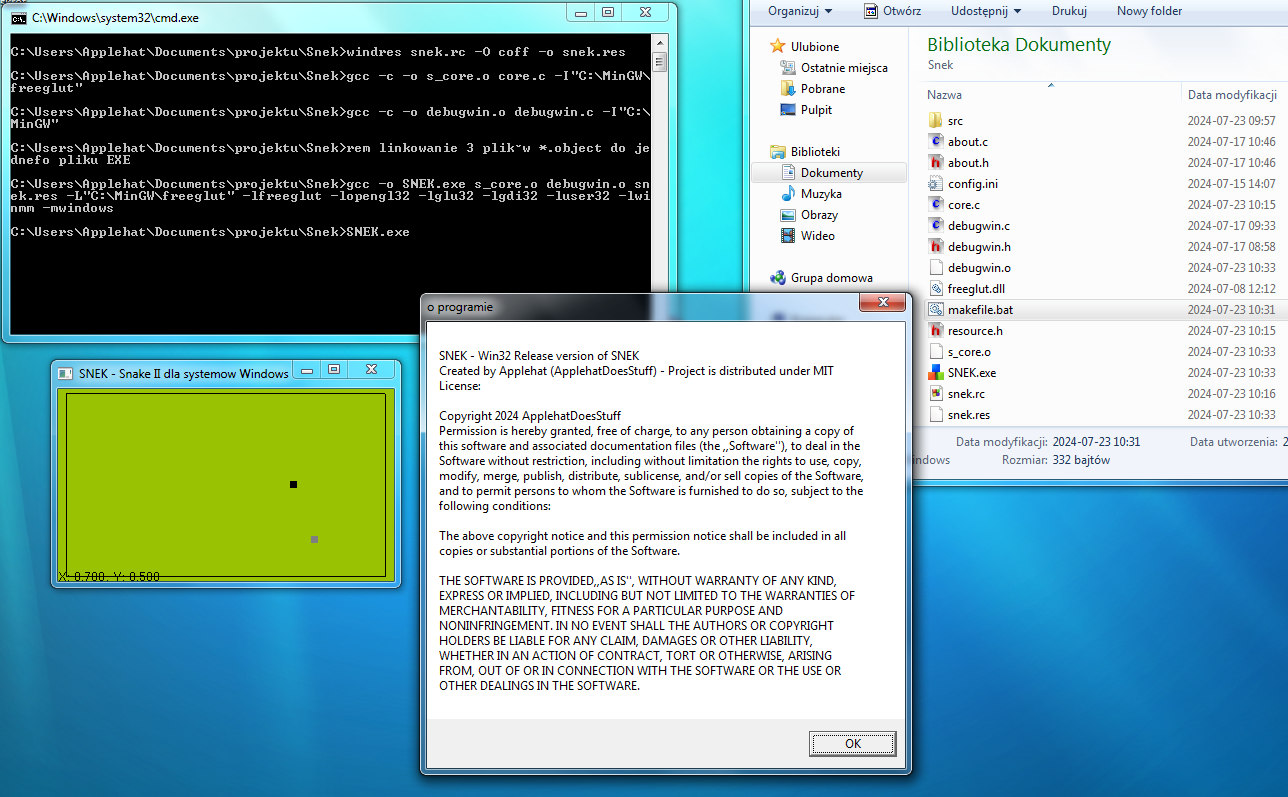 C:\Windows\system32\cmd.exe
C:\Users\Applehat\Documents\projektu\Snek>windres snek.rc -O coff -o snek.res
C:\Users\Applehat\Documents\projektu\Snek>gcc -c -o s_core.o core.c -I"C:\MinGW\
freeglut"
C:\Users\Applehat\Documents\projektu\Snek>gcc -c -o debugwin.o debugwin.c -I"C:\
MinGW"
C:\Users\Applehat\Documents\projektu\Snek>rem linkowanie 3 plik~w *.object do je
dnefo pliku EXE
C:\Users\Applehat\Documents\projektu\Snek>gcc -o SNEK.exe s_core.o debugwin.o sn
ek.res -L"C:\MinGW\freeglut" -lfreeglut -lopengl32 -lglu32 -lgdi32 -luser32 -lwi
nmm -mwindows
C:\Users\Applehat\Documents\projektu\Snek>SNEK.exe
Organizuj Otwórz Udostępnij Drukuj Nowy folder
Ulubione
Ostatnie miejsca
Pobrane
Pulpit
Biblioteki
Dokumenty
Muzyka
Obrazy
Wideo
Grupa domowa
Biblioteka Dokumenty
Snek
Nazwa Data modyfikacji
src 2024-07-23 09:57
about.c 2024-07-17 10:46
about.h 2024-07-17 10:46
config.ini 2024-07-15 14:07
core.c 2024-07-23 10:15
debugwin.c 2024-07-17 09:33
debugwin.h 2024-07-17 08:58
debugwin.o 2024-07-23 10:33
freeglut.dll 2024-07-08 12:12
makefile.bat 2024-07-23 10:31
resource.h 2024-07-23 10:15
s_core.o 2024-07-23 10:33
SNEK.exe 2024-07-23 10:33
snek.rc 2024-07-23 10:16
snek.res 2024-07-23 10:33
Data modyfikacji: 2024-07-23 10:31 Data utworzenia: 2
indows Rozmiar: 332 bajtów
SNEK - Snake II dla systemow Windows
X: 0.700, Y: 0.500
o programie
SNEK - Win32 Release version of SNEK
Created by Applehat (ApplehatDoesStuff) - Project is distributed under MIT
License:
Copyright 2024 ApplehatDoesStuff
Permission is hereby granted, free of charge, to any person obtaining a copy of
this software and associated documentation files (the ,,Software''), to deal in the
Software without restriction, including without limitation the rights to use, copy,
modify, merge, publish, distribute, sublicense, and/or sell copies of the Software,
and to permit persons to whom the Software is furnished to do so, subject to the
following conditions:
The above copyright notice and this permission notice shall be included in all
copies or substantial portions of the Software.
THE SOFTWARE IS PROVIDED,,AS IS'', WITHOUT WARRANTY OF ANY KIND,
EXPRESS OR IMPLIED, INCLUDING BUT NOT LIMITED TO THE WARRANTIES OF
MERCHANTABILITY, FITNESS FOR A PARTICULAR PURPOSE AND
NONINFRINGEMENT. IN NO EVENT SHALL THE AUTHORS OR COPYRIGHT
HOLDERS BE LIABLE FOR ANY CLAIM, DAMAGES OR OTHER LIABILITY,
WHETHER IN AN ACTION OF CONTRACT, TORT OR OTHERWISE, ARISING
FROM, OUT OF OR IN CONNECTION WITH THE SOFTWARE OR THE USE OR
OTHER DEALINGS IN THE SOFTWARE.
OK